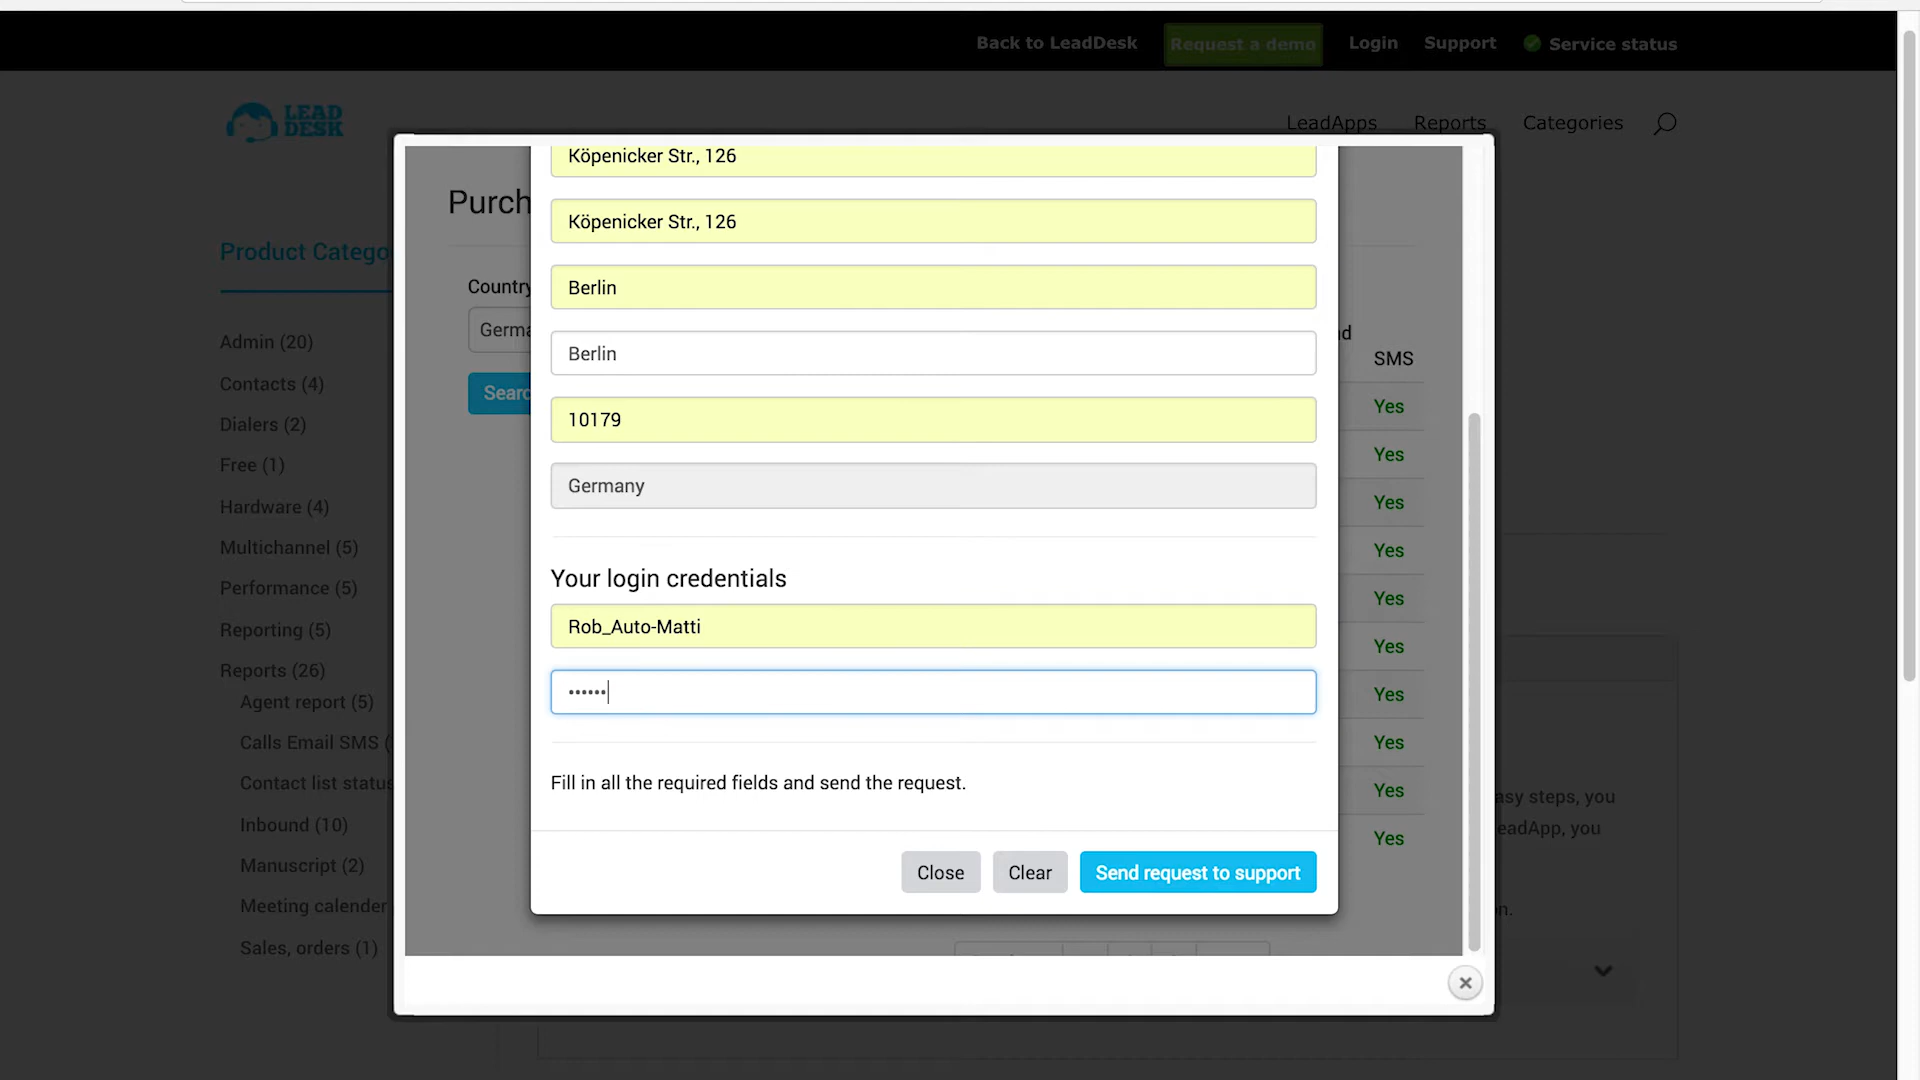 Back to LeadDesk
Request a demo
Login
Support
Service status
LEAD
DESK
LeadApps
Reports
Categories
Product Catego
Admin (20)
Contacts (4)
Dialers (2)
Free (1)
Hardware (4)
Multichannel (5)
Performance (5)
Reporting (5)
Reports (26)
Agent report (5)
Calls Email SMS (
Contact list status
Inbound (10)
Manuscript (2)
Meeting calender
Sales, orders (1)
Purch
Country
Germa
Searc
Köpenicker Str., 126
Köpenicker Str., 126
Berlin
Berlin
10179
Germany
Your login credentials
Rob_Auto-Matti
••••••
Fill in all the required fields and send the request.
Close
Clear
Send request to support
SMS
Yes
Yes
Yes
Yes
Yes
Yes
Yes
Yes
Yes
Yes
asy steps, you
eadApp, you
n.